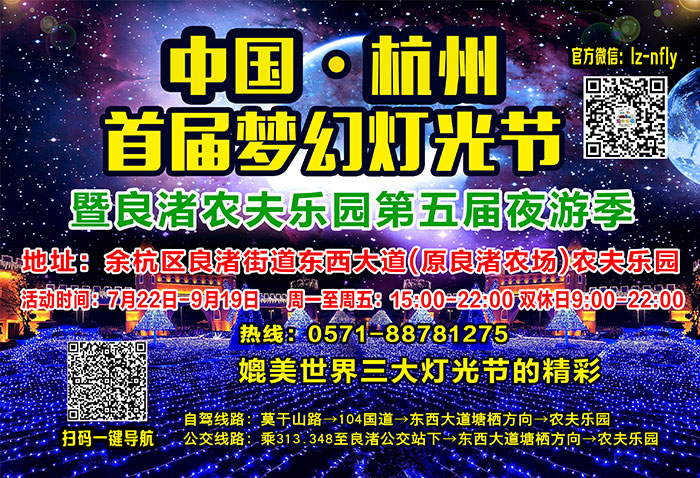 官方微信：lz-nfly
中国·杭州
首届梦幻灯光节
暨良渚农夫乐园第五届夜游季
地址：余杭区良渚街道东西大道(原良渚农场)农夫乐园
活动时间：7月22日-9月19日 周一至周五：15:00-22:00 双休日9:00-22:00
热线：0571-88781275
媲美世界三大灯光节的精彩
自驾线路：莫干山路→104国道→东西大道塘栖方向→农夫乐园
公交线路：乘313.348至良渚公交站下→东西大道塘栖方向→农夫乐园
扫码一键导航